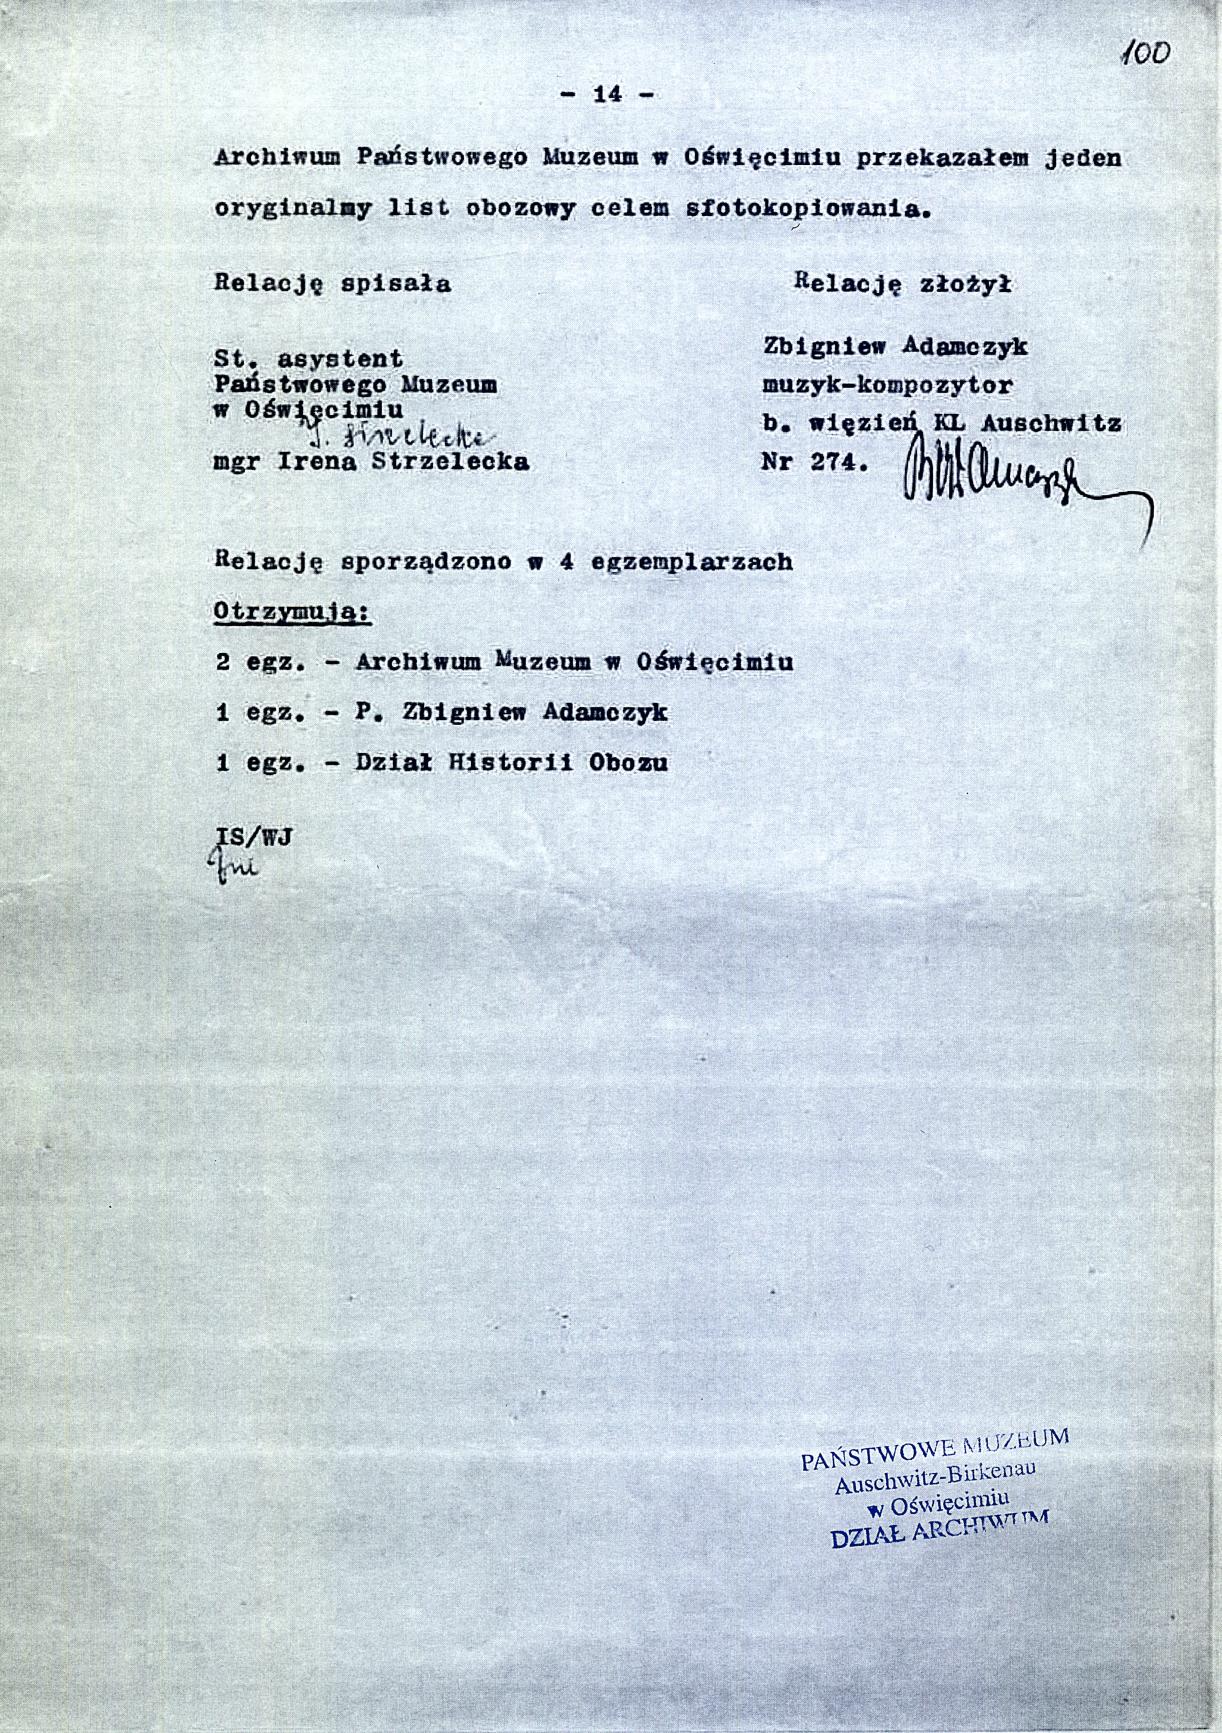 100
- 14 -
Archiwum Państwowego Muzeum w Oświęcimiu przekazałem jeden
oryginalny list obozowy celem sfotokopiowania.
Relację spisała
St. asystent
Państwowego Muzeum
w Oświęcimiu
J. Strzelecka
mgr Irena Strzelecka
Relację złożył
Zbigniew Adamczyk
muzyk-kompozytor
b. więzień KL Auschwitz
Nr 274.
Relację sporządzono w 4 egzemplarzach
Otrzymują:
2 egz. - Archiwum Muzeum w Oświęcimiu
1 egz. - P. Zbigniew Adamczyk
1 egz. - Dział Historii Obozu
IS/WJ
PAŃSTWOWE MUZEUM
Auschwitz-Birkenau
w Oświęcimiu
DZIAŁ ARCHIWUM